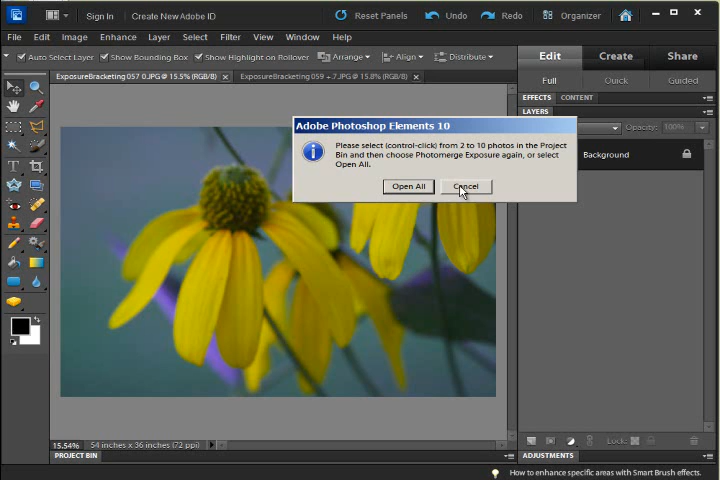 Sign In
Create New Adobe ID
Reset Panels
Undo
Redo
Organizer
File Edit Image Enhance Layer Select Filter View Window Help
Auto Select Layer
Show Bounding Box
Show Highlight on Rollover
Arrange
Align
Distribute
Edit Create Share
ExposureBracketing 057 0.JPG @ 15.5% (RGB/8) ×
ExposureBracketing 059 +.7.JPG @ 15.8% (RGB/8) ×
Full Quick Guided
EFFECTS CONTENT
LAYERS
Opacity: 100%
Background
Adobe Photoshop Elements 10
Please select (control-click) from 2 to 10 photos in the Project
Bin and then choose Photomerge Exposure again, or select
Open All.
Open All
Cancel
T
Lock:
15.54% 54 inches x 36 inches (72 ppi)
PROJECT BIN
ADJUSTMENTS
How to enhance specific areas with Smart Brush effects.